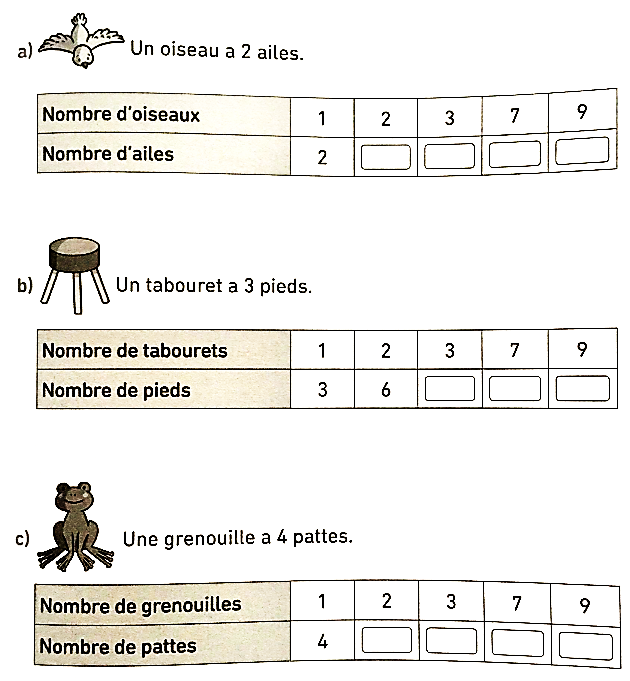 a) Un oiseau a 2 ailes.
Nombre d'oiseaux 1 2 3 7 9
Nombre d'ailes 2
b) Un tabouret a 3 pieds.
Nombre de tabourets 1 2 3 7 9
Nombre de pieds 3 6
c) Une grenouille a 4 pattes.
Nombre de grenouilles 1 2 3 7 9
Nombre de pattes 4